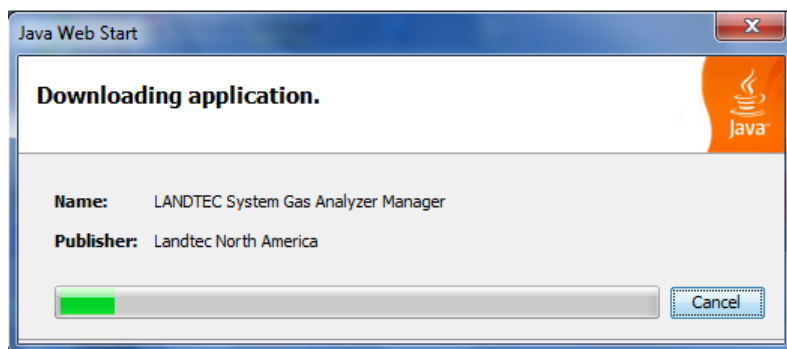 Java Web Start
Downloading application.
Java
Name: LANDTEC System Gas Analyzer Manager
Publisher: Landtec North America
Cancel